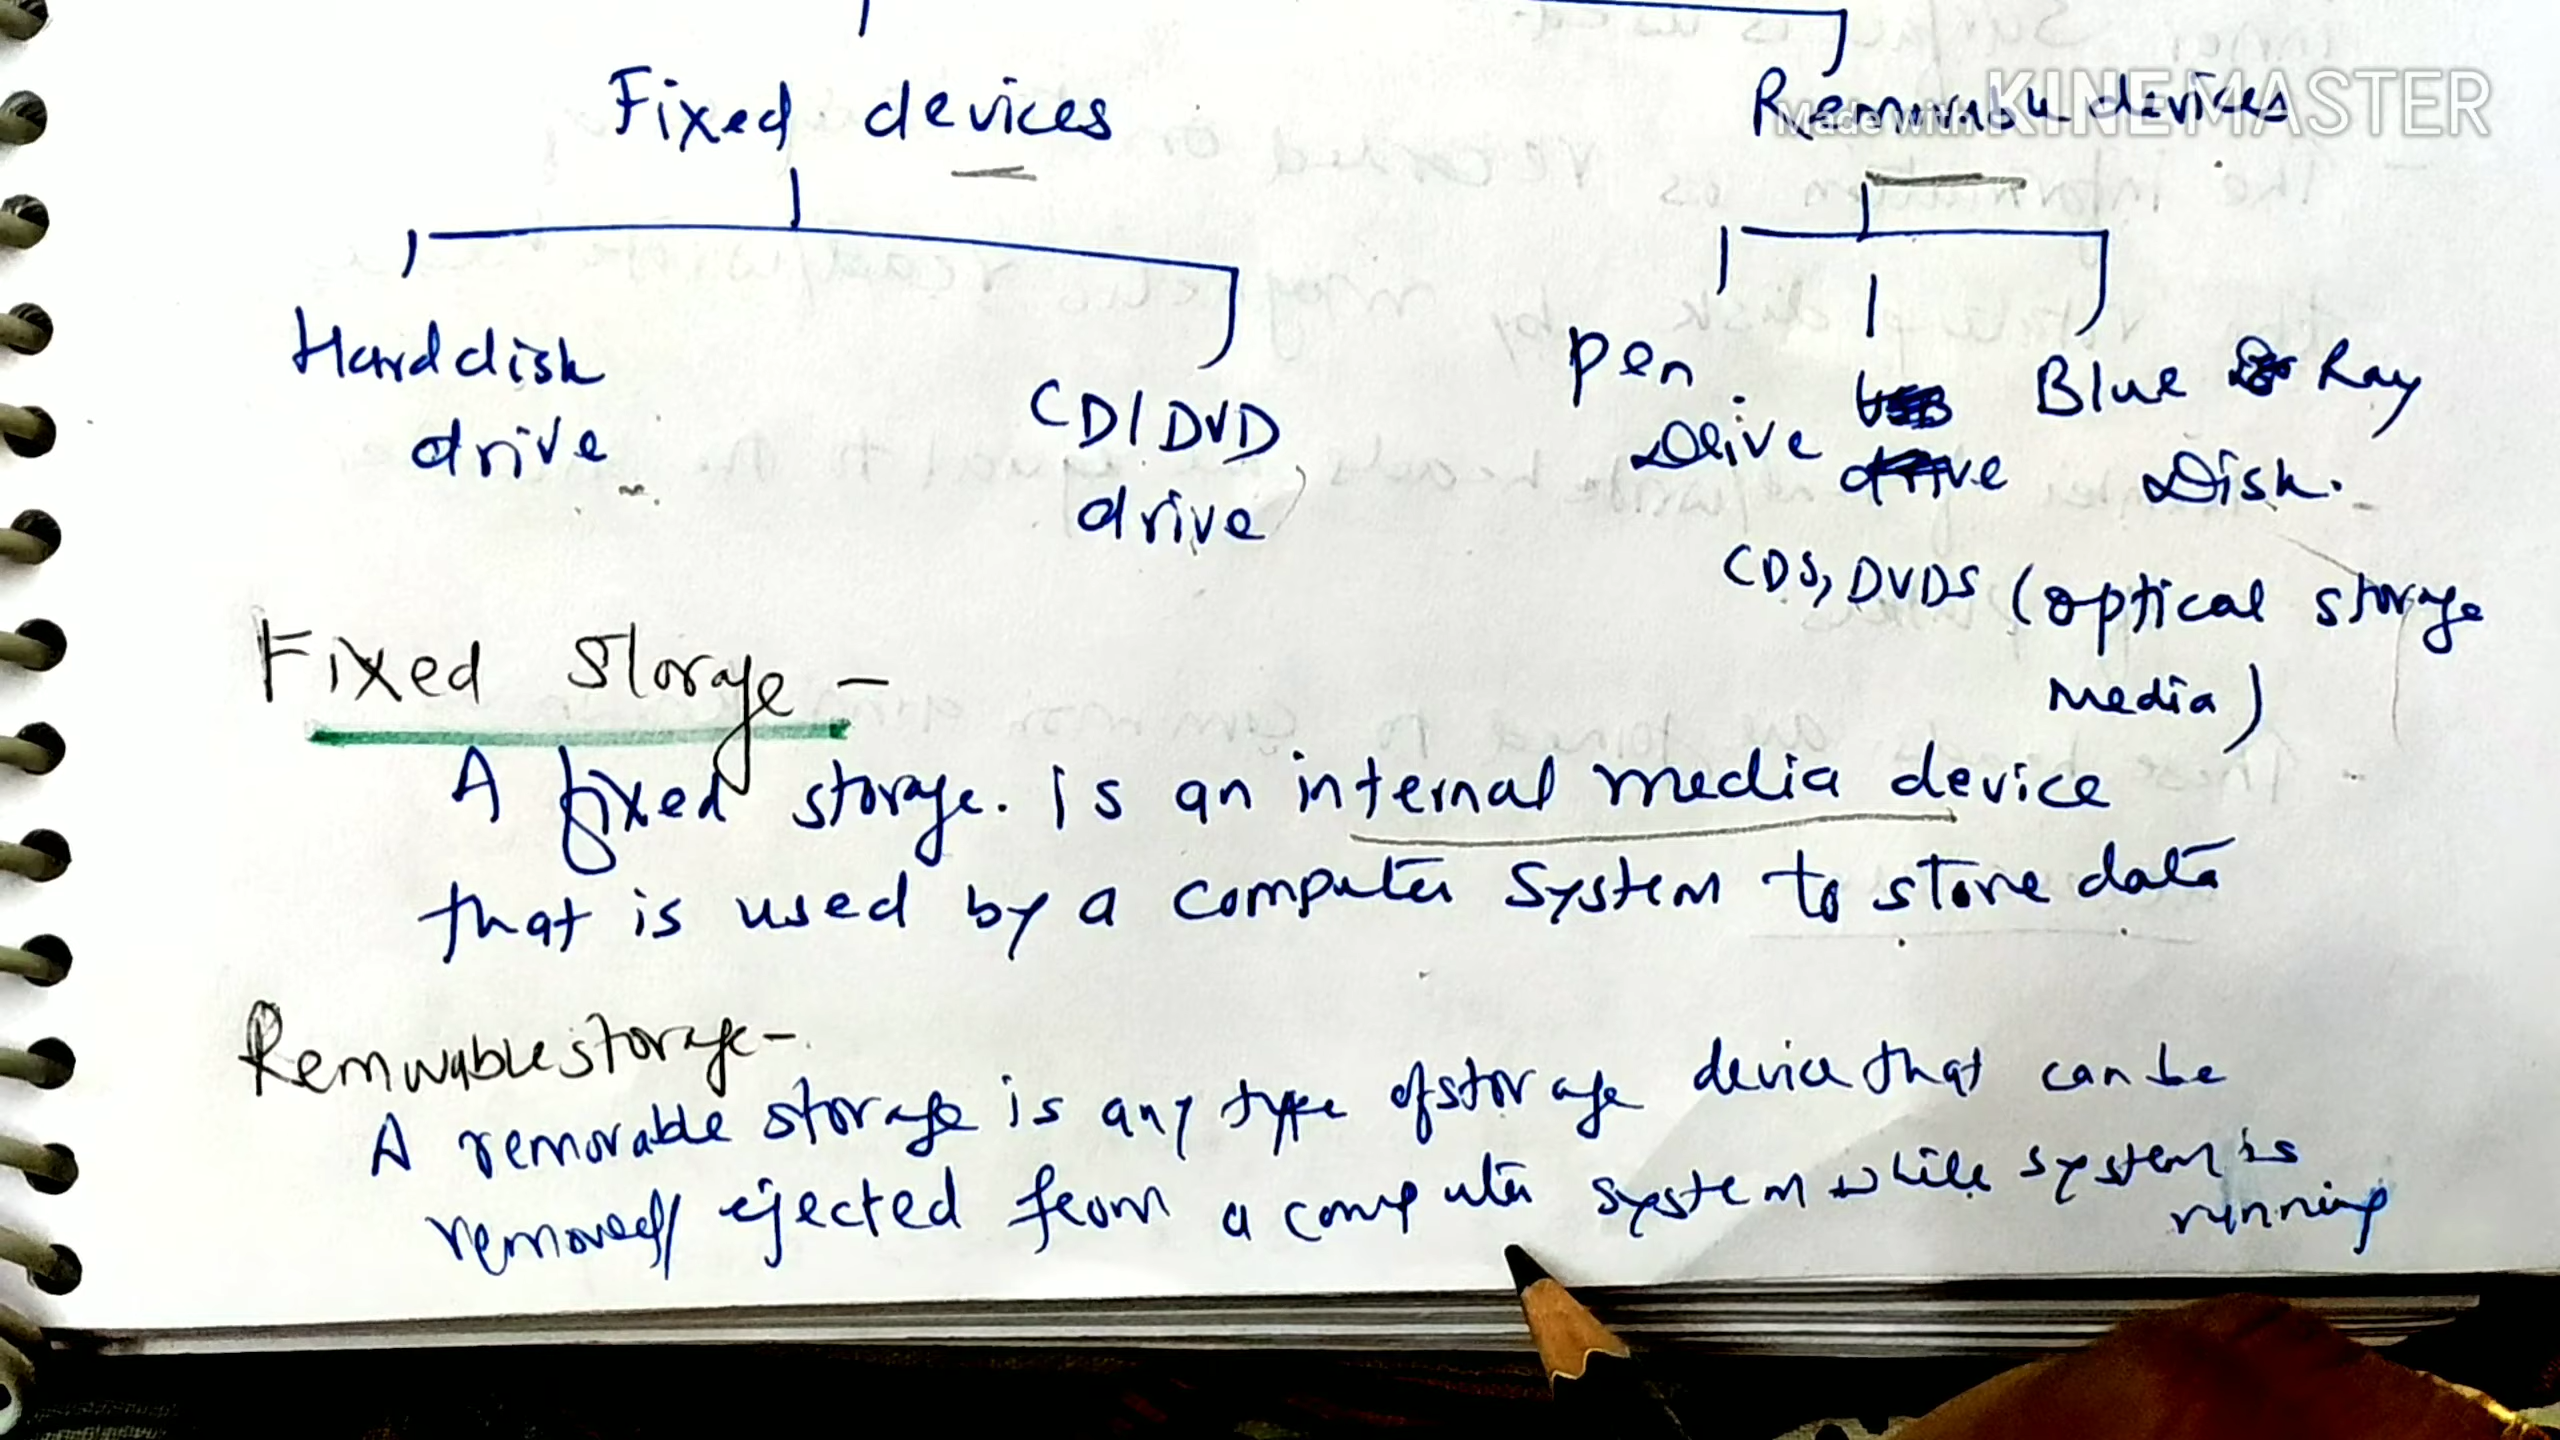 Fixed devices
Removable devices
Made with KINEMASTER
Harddisk drive
CD/DVD drive
Pen Drive
USB drive
Blue Ray Disk.
CDS, DVDS (optical storage media)
Fixed Storage -
A fixed storage. is an internal media device
that is used by a computer system to store data
Removable storage -
A removable storage is any type of storage device that can be
removed/ ejected from a computer system while system is
running